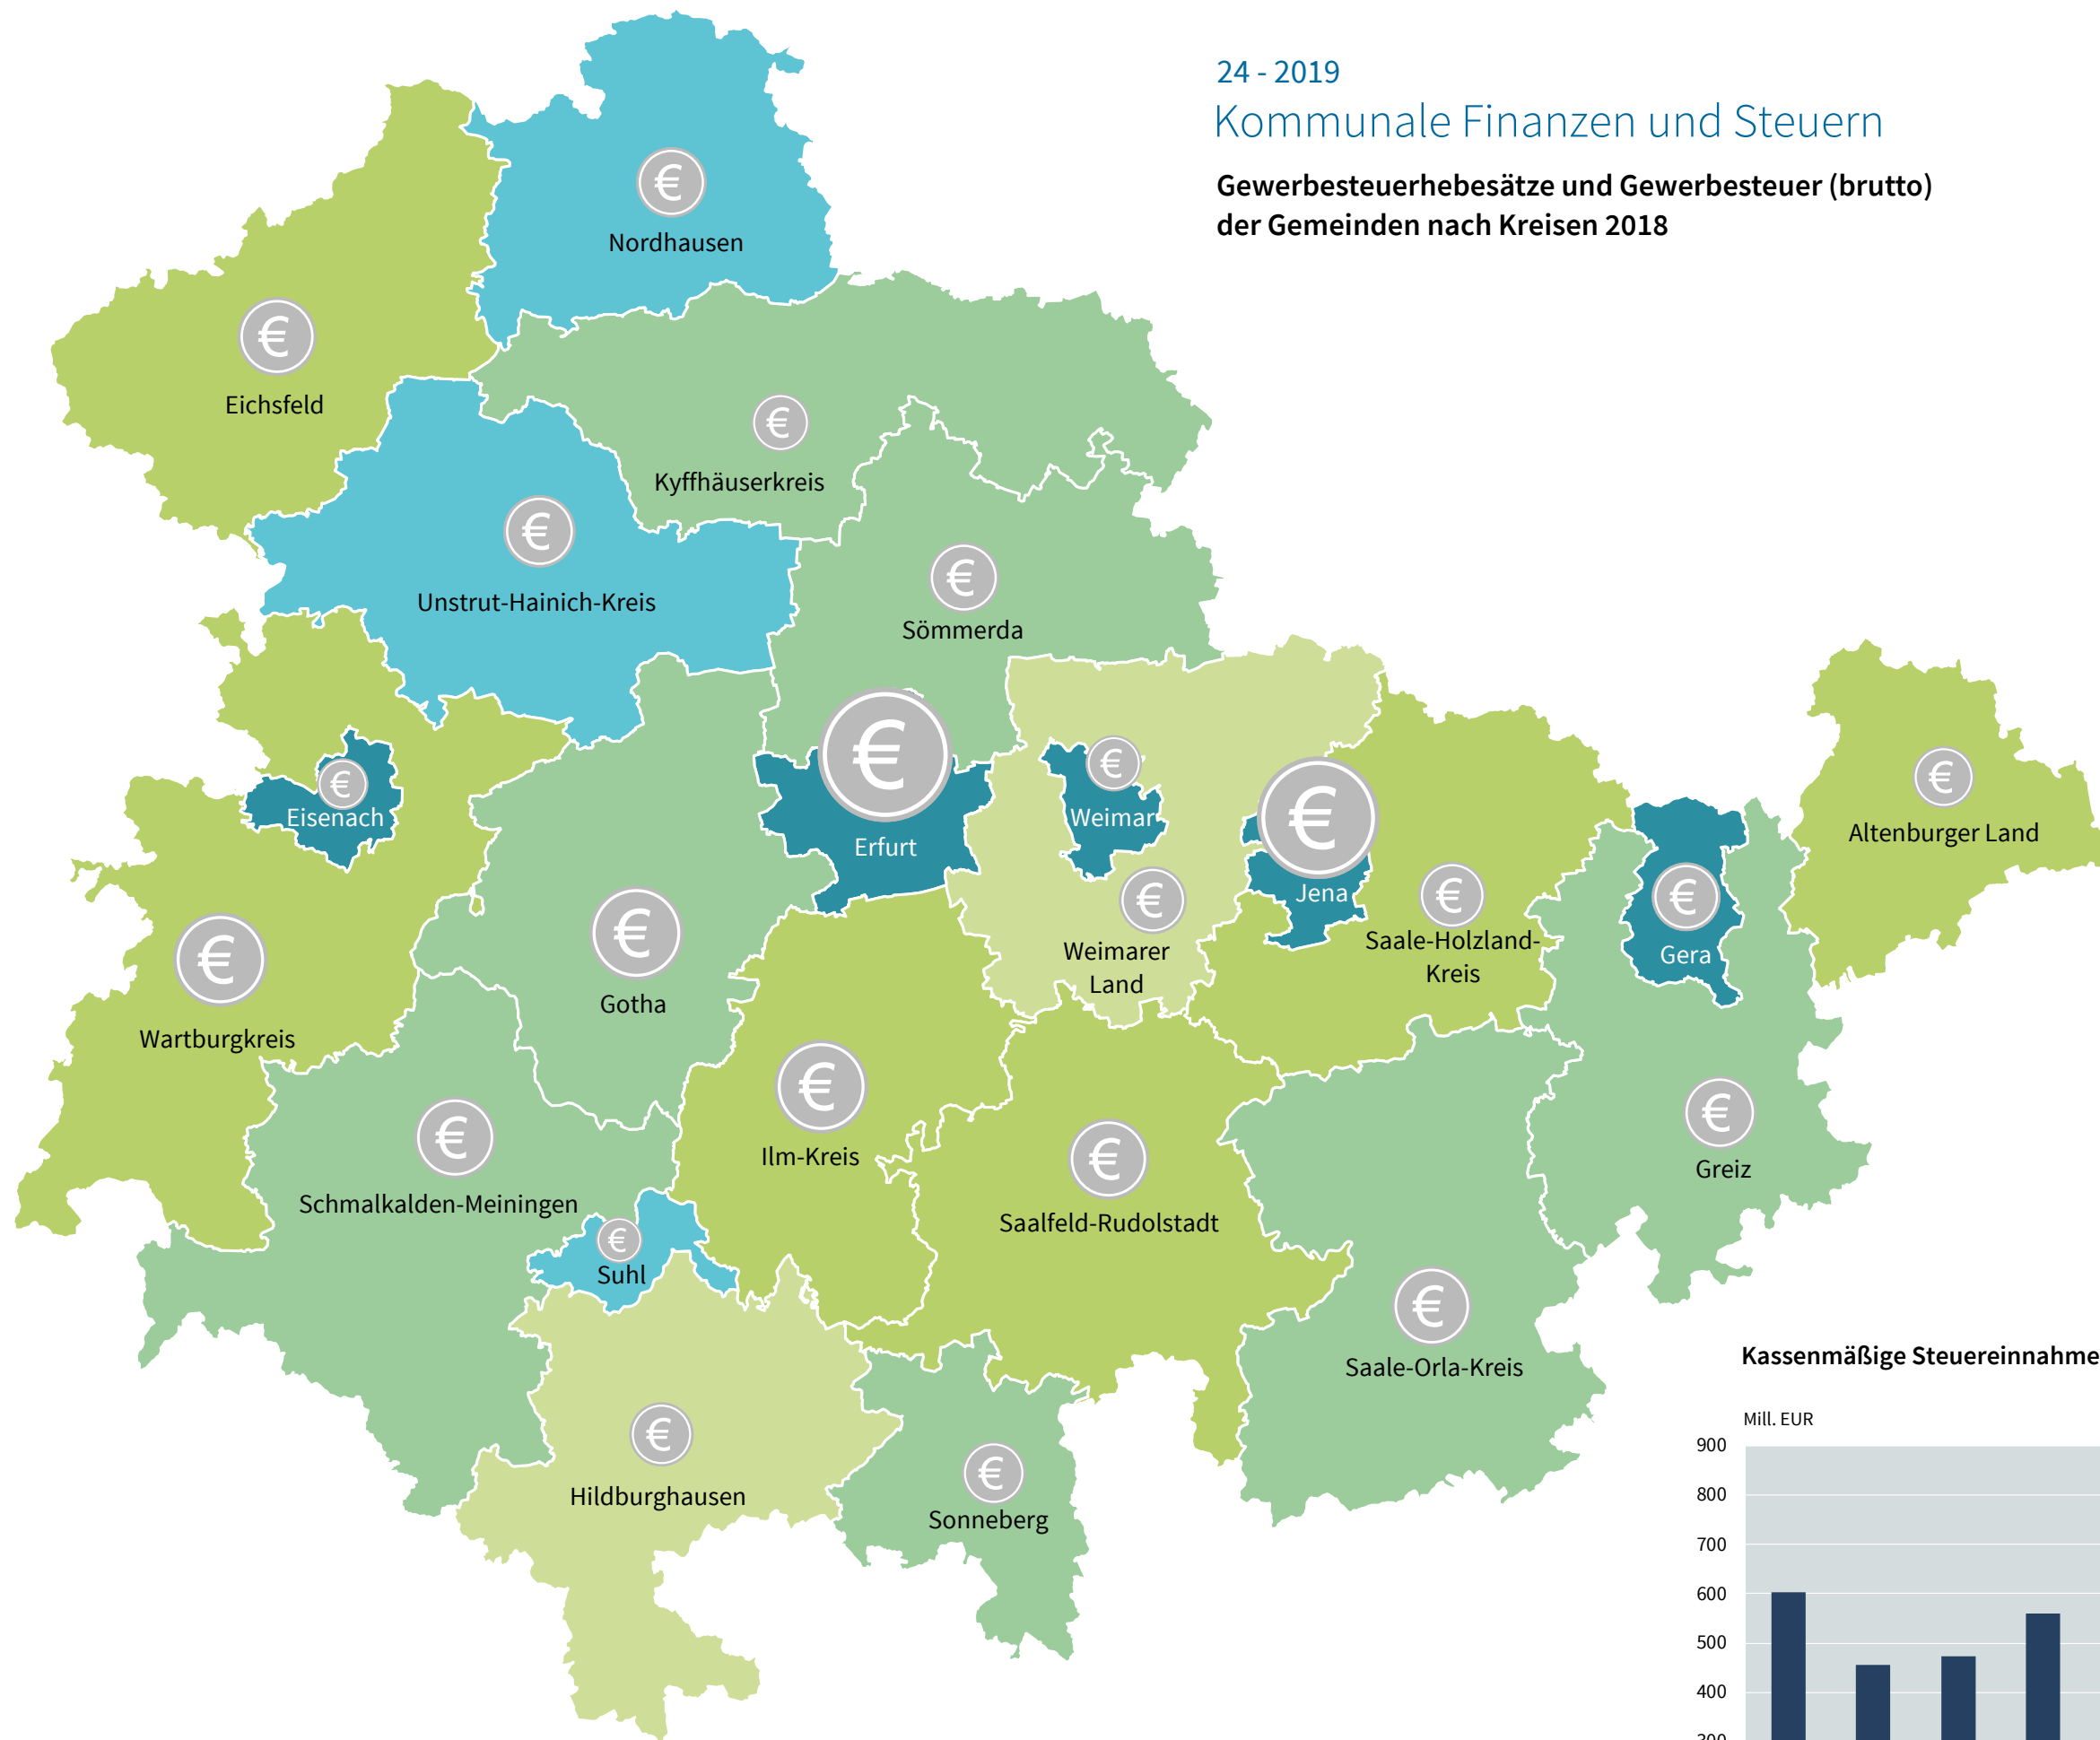 24 - 2019
Kommunale Finanzen und Steuern
Gewerbesteuerhebesätze und Gewerbesteuer (brutto)
der Gemeinden nach Kreisen 2018
€
Nordhausen
€
Eichsfeld
€
Kyffhäuserkreis
€
Unstrut-Hainich-Kreis
€
Sömmerda
€
Eisenach
€
Erfurt
€
Weimar
€
Jena
€
Altenburger Land
€
Weimarer
Land
€
Saale-Holzland-
Kreis
€
Gera
€
Wartburgkreis
€
Gotha
€
Schmalkalden-Meiningen
€
Ilm-Kreis
€
Saalfeld-Rudolstadt
€
Greiz
€
Suhl
€
Saale-Orla-Kreis
€
Hildburghausen
€
Sonneberg
Kassenmäßige Steuereinnahme
Mill. EUR
900
800
700
600
500
400
300